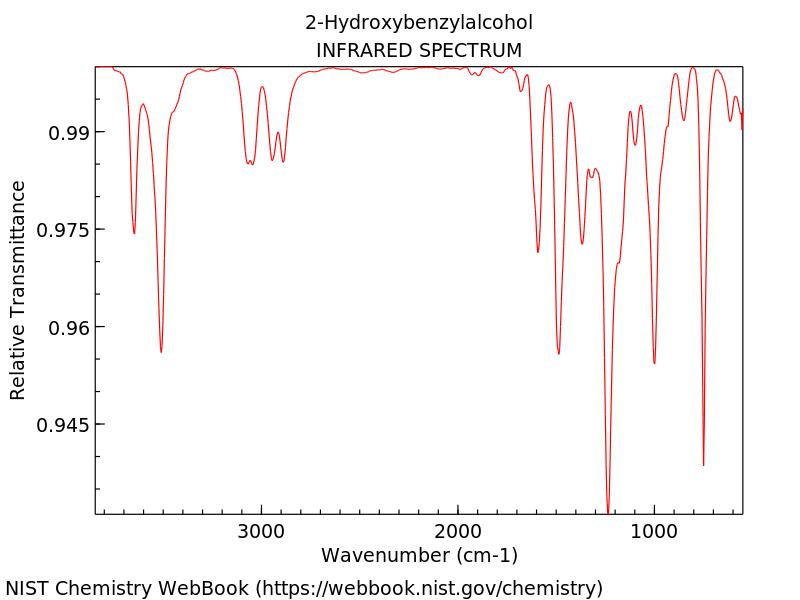 2-Hydroxybenzylalcohol
INFRARED SPECTRUM
0.99
0.975
0.96
0.945
Relative Transmittance
3000 2000 1000
Wavenumber (cm-1)
NIST Chemistry WebBook (https://webbook.nist.gov/chemistry)